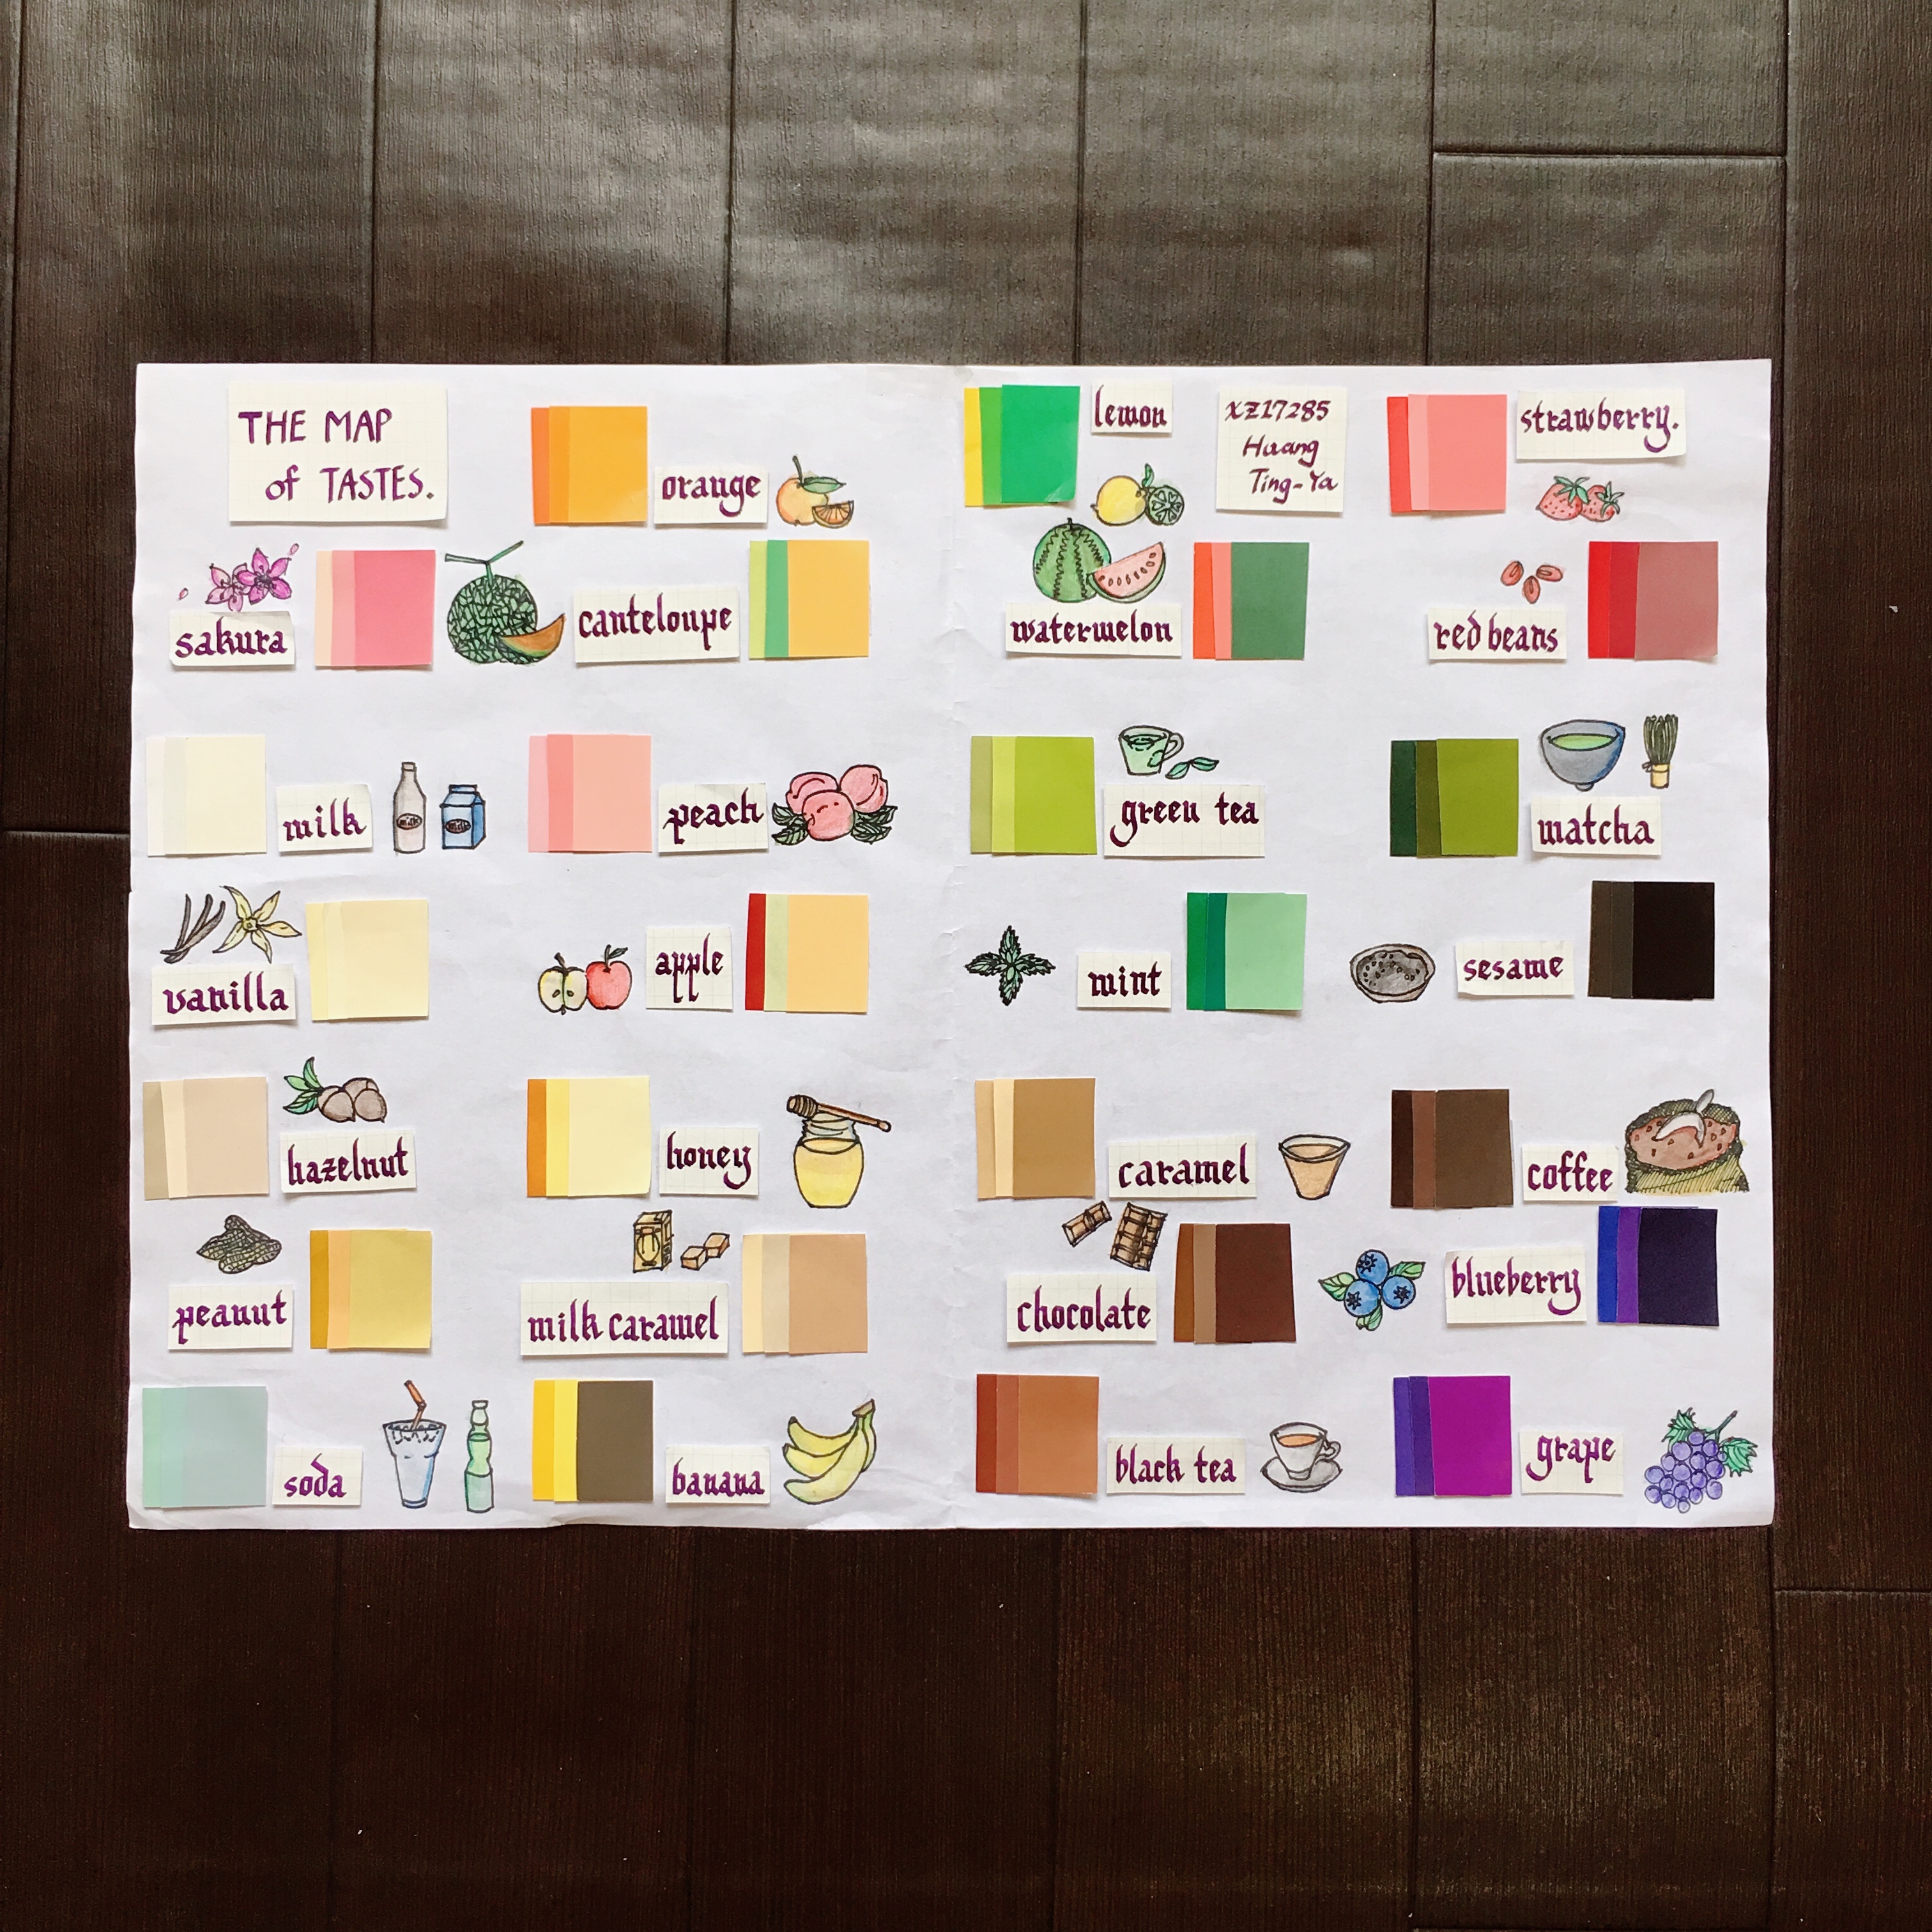 THE MAP
of TASTES.
orange
lemon
XZ17285
Huang
Ting-Ya
strawberry.
sakura
canteloupe
watermelon
red beans
milk
milk
milk
peach
green tea
matcha
vanilla
apple
mint
sesame
hazelnut
honey
caramel
coffee
peanut
milk caramel
chocolate
blueberry
soda
banana
black tea
grape